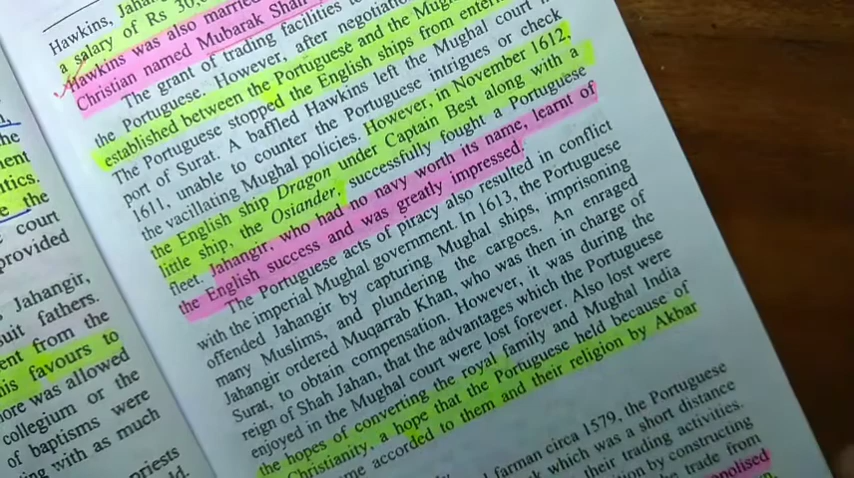 , Jahangir,
suit fathers.
ent from the
his favours to
ore was allowed
collegium or the
of baptisms were
ng with as much
priests
court
provided
Hawkins,
a salary of Rs
Hawkins was also
Christian named Mubarak Shah
The grant of trading facilities
the Portuguese. However, after
established between the Portuguese and the
The Portuguese stopped the English ships from
port of Surat. A baffled Hawkins left the Mughal court
1611, unable to counter the Portuguese intrigues or check
the vacillating Mughal policies. However, in November 1612,
the English ship Dragon under Captain Best along with a
little ship, the Osiander, successfully fought a Portuguese
fleet. Jahangir, who had no navy worth its name, learnt of
the English success and was greatly impressed.
The Portuguese acts of piracy also resulted in conflict
with the imperial Mughal government. In 1613, the Portuguese
offended Jahangir by capturing Mughal ships, imprisoning
many Muslims, and plundering the cargoes. An enraged
Jahangir ordered Muqarrab Khan, who was then in charge of
Surat, to obtain compensation. However, it was during the
reign of Shah Jahan, that the advantages which the Portuguese
enjoyed in the Mughal court were lost forever. Also lost were
the hopes of converting the royal family and Mughal India
Christianity, a hope that the Portuguese held because of
accorded to them and their religion by Akbar
farman circa 1579, the Portuguese
which was a short distance
their trading activities.
by constructing
the trade from